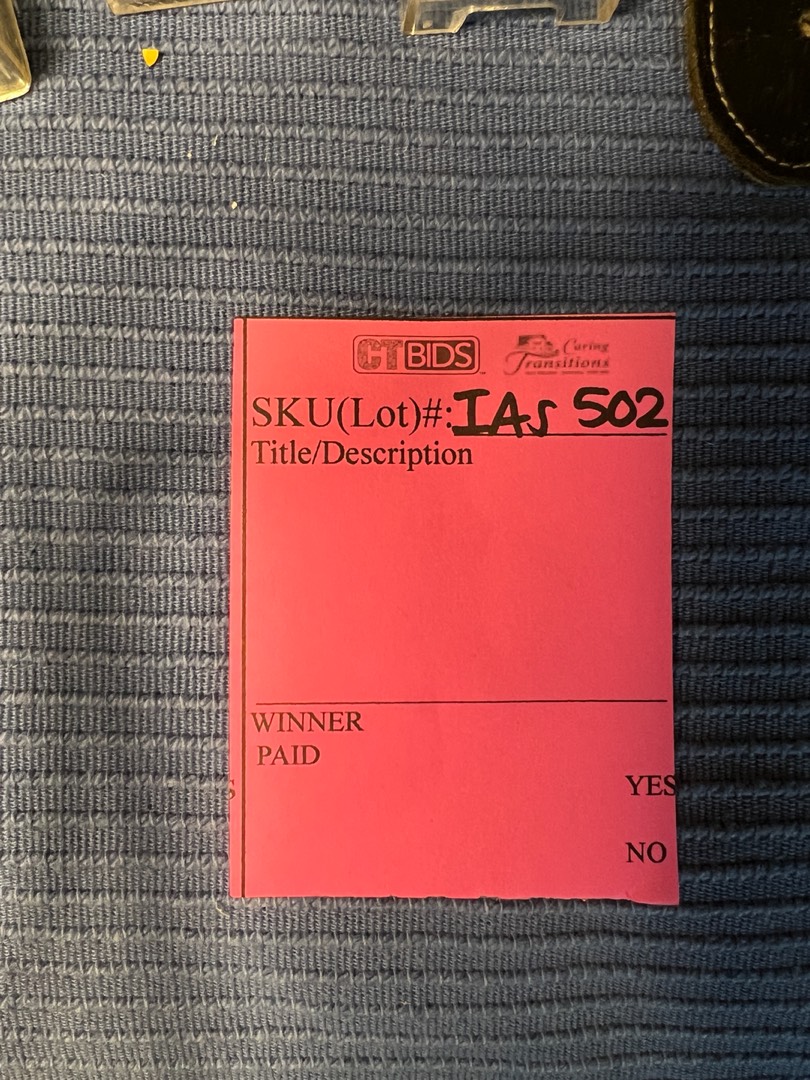 CTBIDS Caring Transitions
SKU(Lot)#: IAs 502
Title/Description
WINNER
PAID
YES
NO